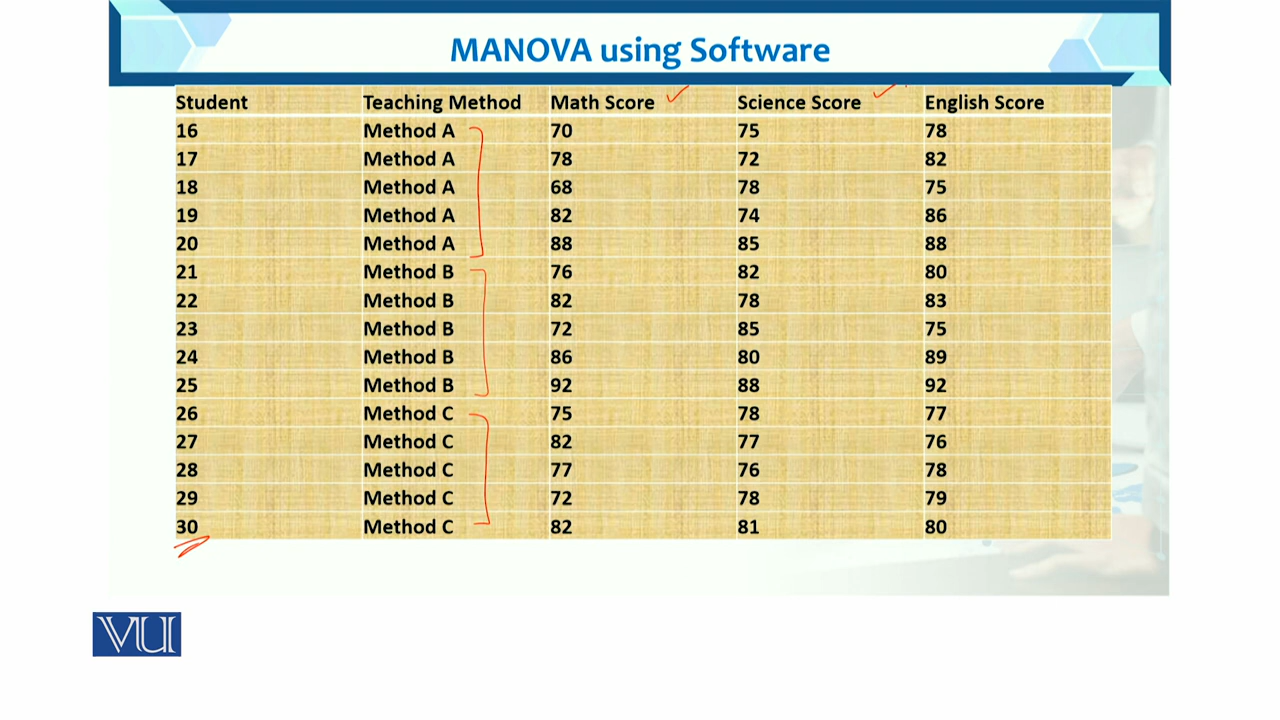 MANOVA using Software
Student Teaching Method Math Score Science Score English Score
16 Method A 70 75 78
17 Method A 78 72 82
18 Method A 68 78 75
19 Method A 82 74 86
20 Method A 88 85 88
21 Method B 76 82 80
22 Method B 82 78 83
23 Method B 72 85 75
24 Method B 86 80 89
25 Method B 92 88 92
26 Method C 75 78 77
27 Method C 82 77 76
28 Method C 77 76 78
29 Method C 72 78 79
30 Method C 82 81 80
VU